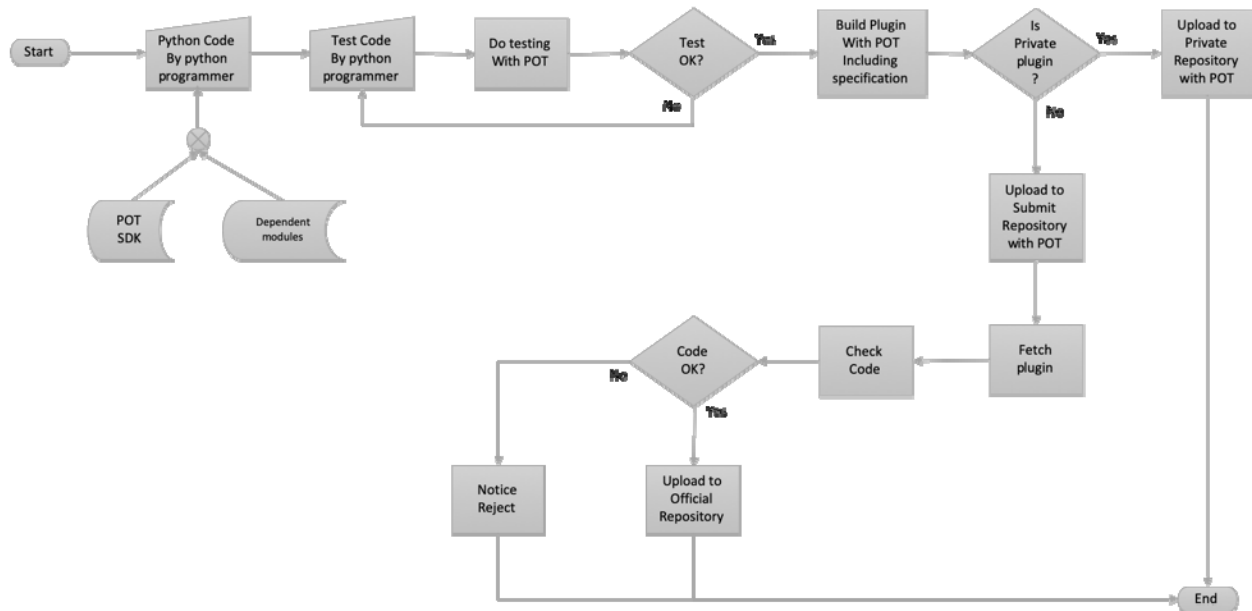 Start
Python Code
By python
programmer
Test Code
By python
programmer
Do testing
With POT
Test
OK?
Yes
No
Build Plugin
With POT
Including
specification
Is
Private
plugin
?
Yes
No
Upload to
Private
Repository
with POT
POT
SDK
Dependent
modules
Upload to
Submit
Repository
with POT
Fetch
plugin
Check
Code
Code
OK?
No
Yes
Notice
Reject
Upload to
Official
Repository
End